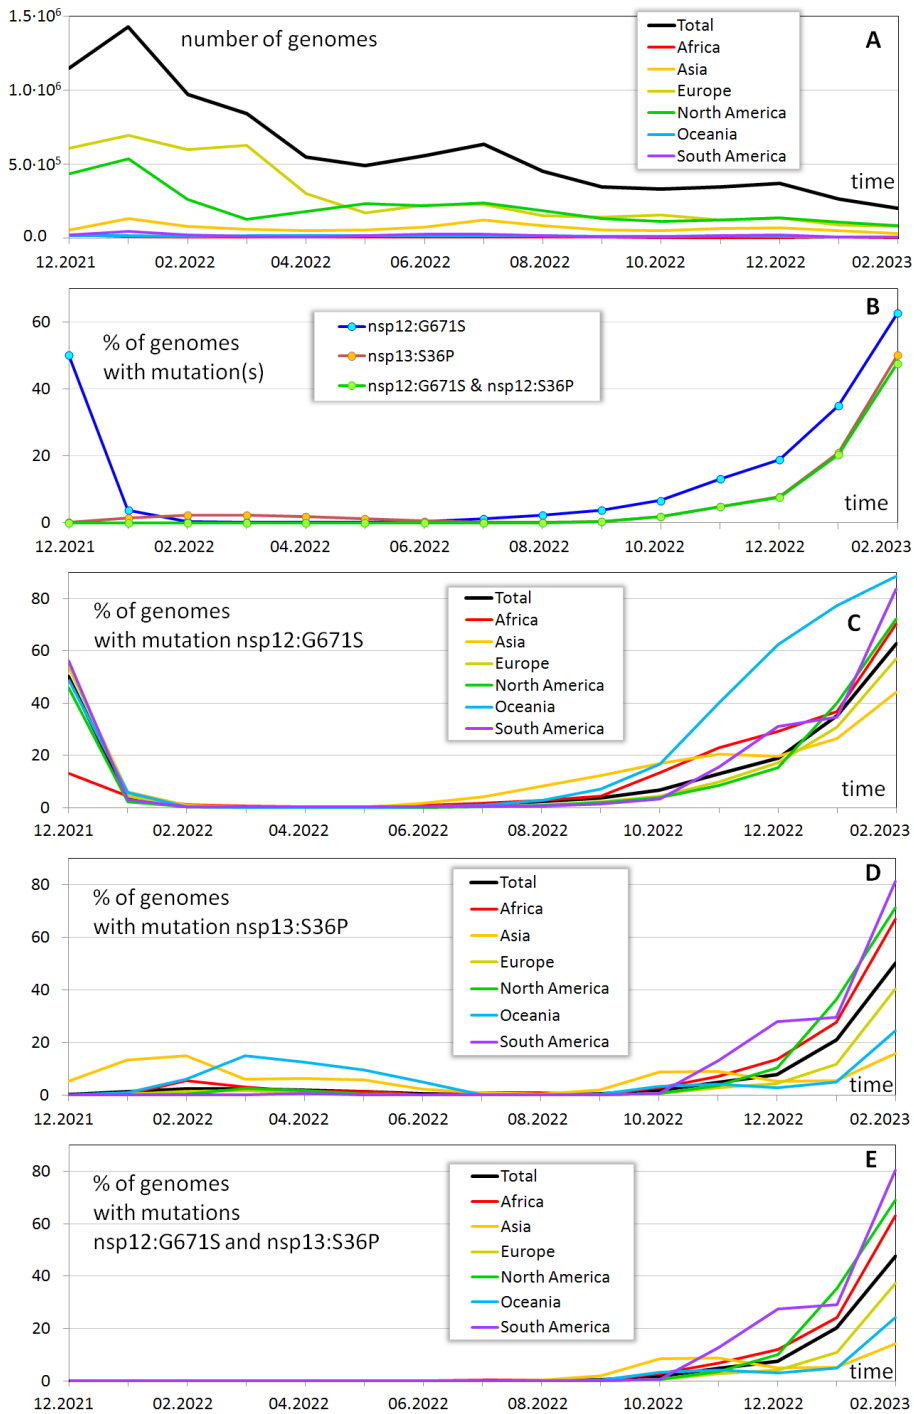 1.5·10⁶
number of genomes
Total
Africa
Asia
Europe
North America
Oceania
South America
A
1.0·10⁶
5.0·10⁵
time
0.0
12.2021 02.2022 04.2022 06.2022 08.2022 10.2022 12.2022 02.2023
B
60
% of genomes
with mutation(s)
nsp12:G671S
nsp13:S36P
nsp12:G671S & nsp12:S36P
40
20
time
0
12.2021 02.2022 04.2022 06.2022 08.2022 10.2022 12.2022 02.2023
80
% of genomes
with mutation nsp12:G671S
Total
Africa
Asia
Europe
North America
Oceania
South America
C
60
40
20
time
0
12.2021 02.2022 04.2022 06.2022 08.2022 10.2022 12.2022 02.2023
D
80
% of genomes
with mutation nsp13:S36P
Total
Africa
Asia
Europe
North America
Oceania
South America
60
40
20
time
0
12.2021 02.2022 04.2022 06.2022 08.2022 10.2022 12.2022 02.2023
E
80
% of genomes
with mutations
nsp12:G671S and nsp13:S36P
Total
Africa
Asia
Europe
North America
Oceania
South America
60
40
20
time
0
12.2021 02.2022 04.2022 06.2022 08.2022 10.2022 12.2022 02.2023